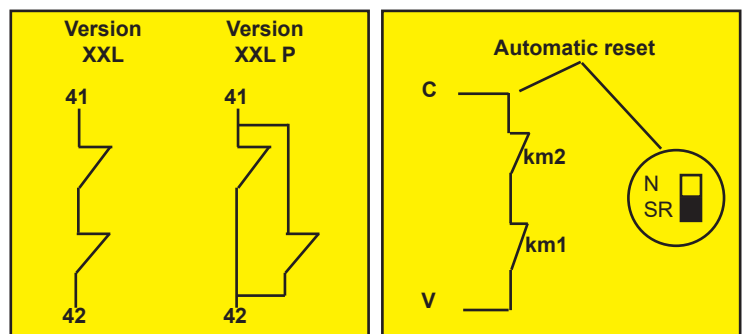 Version
XXL
Version
XXL P
41
41
42
42
Automatic reset
C
km2
N
SR
km1
V